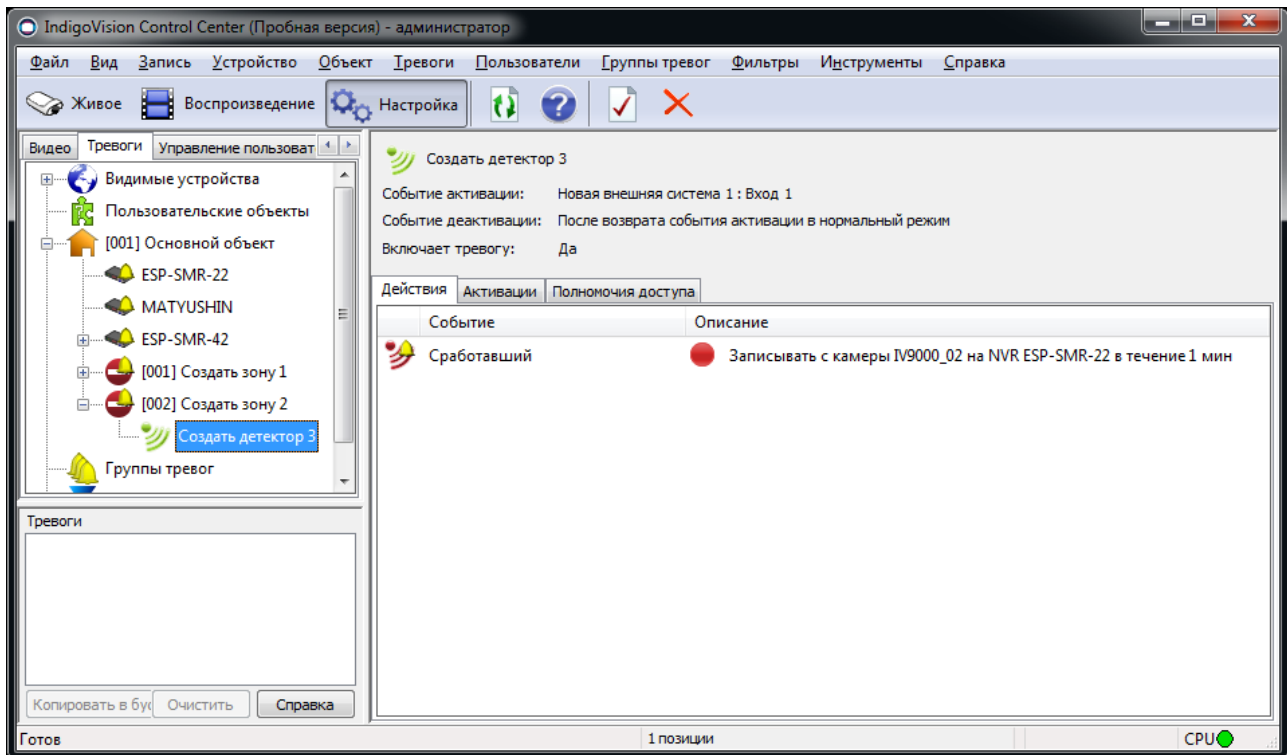 IndigoVision Control Center (Пробная версия) - администратор
Файл Вид Запись Устройство Объект Тревоги Пользователи Группы тревог Фильтры Инструменты Справка
Живое Воспроизведение Настройка
Видео Тревоги Управление пользоват
Видимые устройства
Пользовательские объекты
[001] Основной объект
ESP-SMR-22
MATYUSHIN
ESP-SMR-42
[001] Создать зону 1
[002] Создать зону 2
Создать детектор 3
Группы тревог
Тревоги
Копировать в бус Очистить Справка
Создать детектор 3
Событие активации: Новая внешняя система 1 : Вход 1
Событие деактивации: После возврата события активации в нормальный режим
Включает тревогу: Да
Действия Активации Полномочия доступа
Событие Описание
Сработавший Записывать с камеры IV9000_02 на NVR ESP-SMR-22 в течение 1 мин
Готов 1 позиции CPU